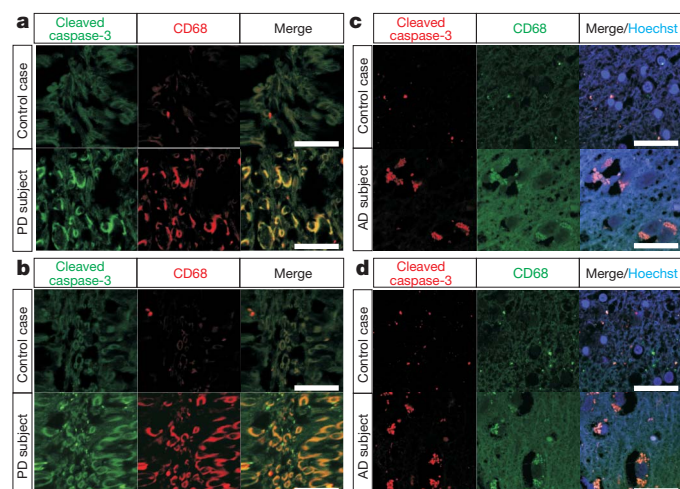 a
Cleaved
caspase-3
CD68
Merge
Control case
PD subject
b
Cleaved
caspase-3
CD68
Merge
Control case
PD subject
c
Cleaved
caspase-3
CD68
Merge/Hoechst
Control case
AD subject
d
Cleaved
caspase-3
CD68
Merge/Hoechst
Control case
AD subject